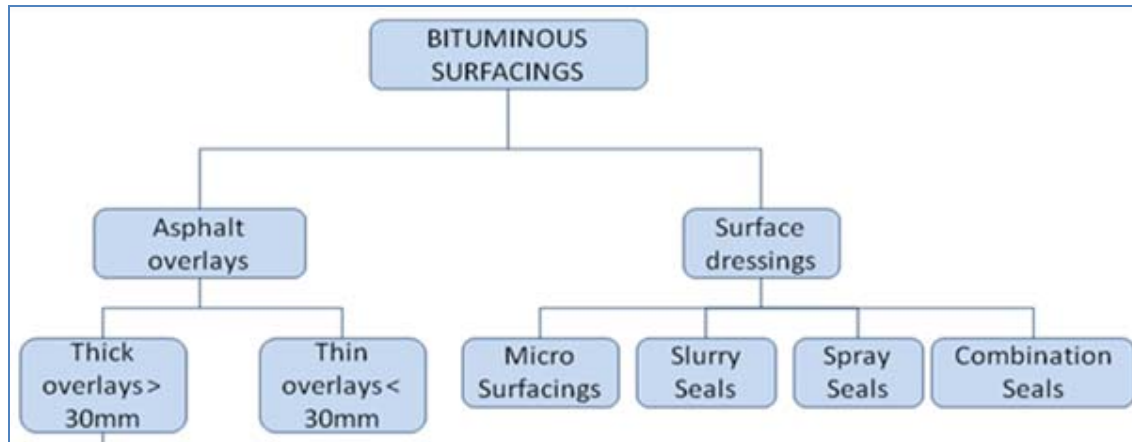 BITUMINOUS
SURFACINGS
Asphalt
overlays
Surface
dressings
Thick
overlays >
30mm
Thin
overlays <
30mm
Micro
Surfacings
Slurry
Seals
Spray
Seals
Combination
Seals